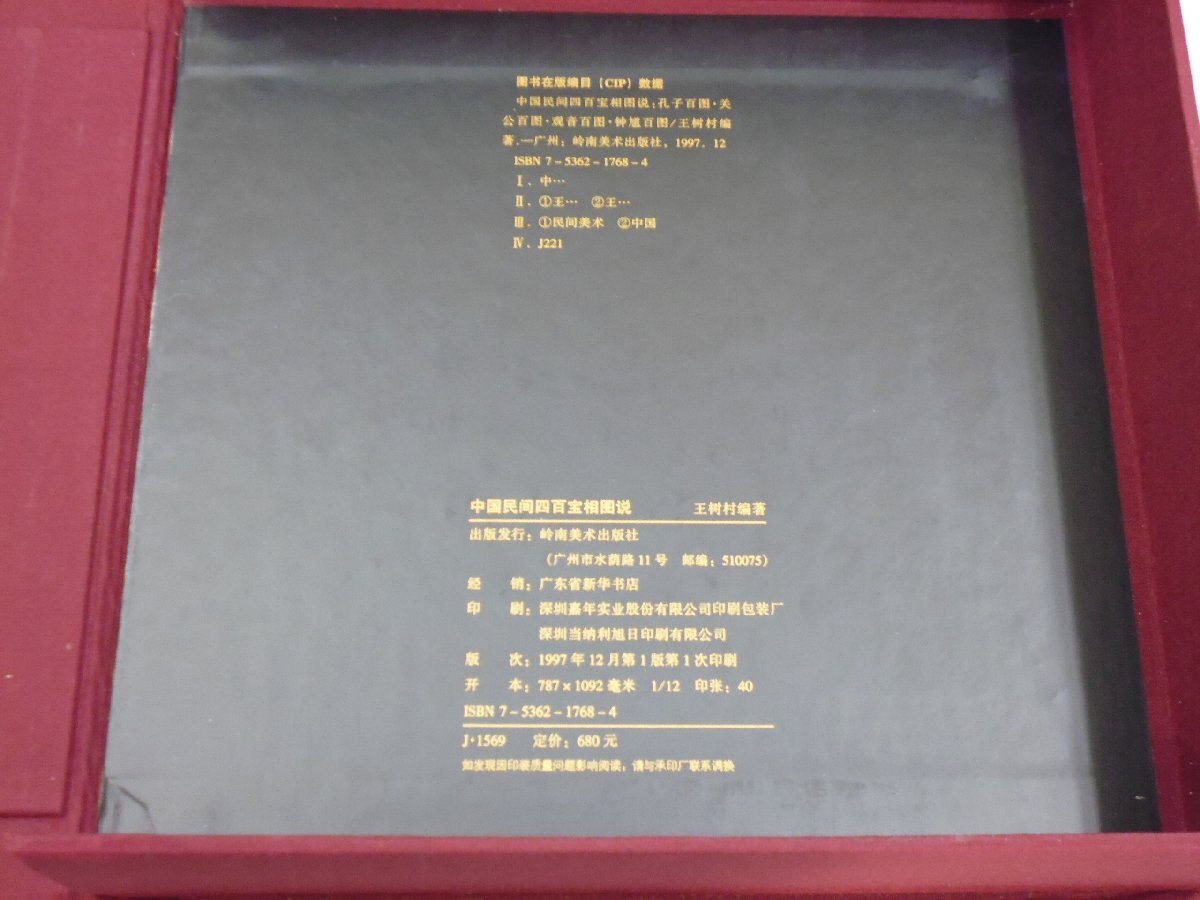 图书在版编目（CIP）数据
中国民间四百宝相图说：孔子百图·关
公百图·观音百图·钟馗百图/王树村编
著.—广州：岭南美术出版社，1997．12
ISBN 7－5362－1768－4
Ⅰ．中…
Ⅱ．①王… ②王…
Ⅲ．①民间美术 ②中国
Ⅳ．J221
中国民间四百宝相图说 王树村编著
出版发行：岭南美术出版社
（广州市水荫路11号 邮编：510075）
经 销：广东省新华书店
印 刷：深圳嘉年实业股份有限公司印刷包装厂
深圳当纳利旭日印刷有限公司
版 次：1997年12月第1版第1次印刷
开 本：787×1092毫米 1/12 印张：40
ISBN 7－5362－1768－4
J·1569 定价：680元
如发现因印装质量问题影响阅读，请与承印厂联系调换